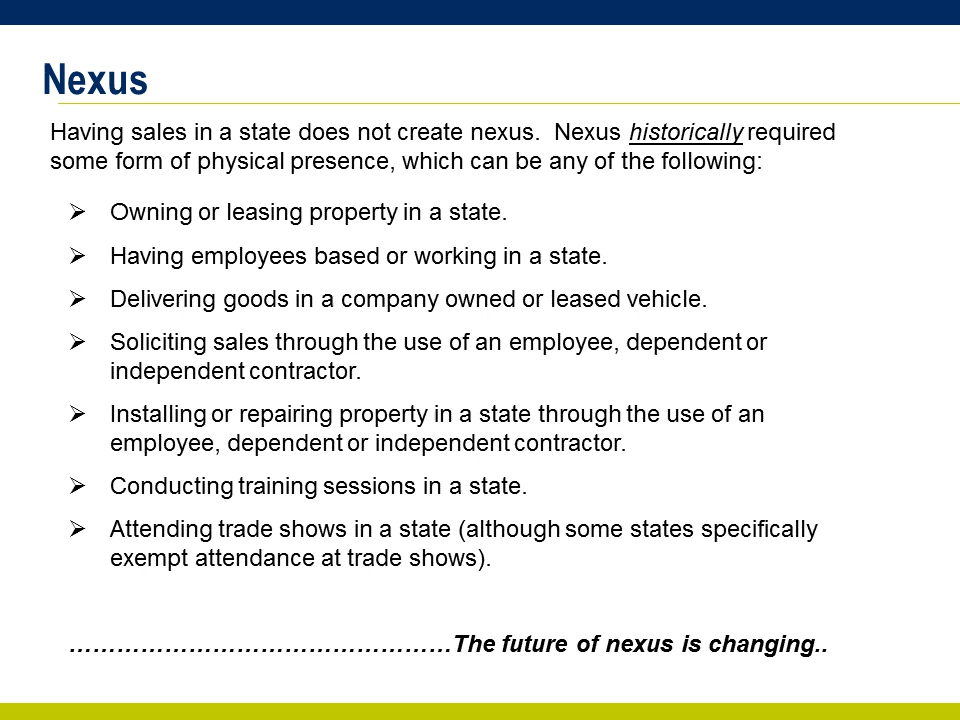 Nexus
Having sales in a state does not create nexus.  Nexus historically required
some form of physical presence, which can be any of the following:
➢ Owning or leasing property in a state.
➢ Having employees based or working in a state.
➢ Delivering goods in a company owned or leased vehicle.
➢ Soliciting sales through the use of an employee, dependent or
independent contractor.
➢ Installing or repairing property in a state through the use of an
employee, dependent or independent contractor.
➢ Conducting training sessions in a state.
➢ Attending trade shows in a state (although some states specifically
exempt attendance at trade shows).
…………………………………………The future of nexus is changing..